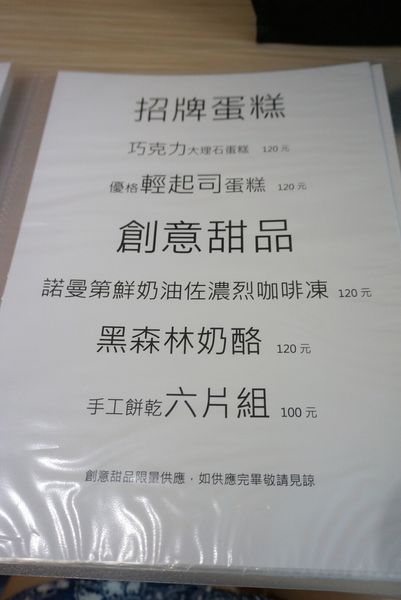 招牌蛋糕
巧克力大理石蛋糕 120元
優格輕起司蛋糕 120元
創意甜品
諾曼第鮮奶油佐濃烈咖啡凍 120元
黑森林奶酪 120元
手工餅乾六片組 100元
創意甜品限量供應，如供應完畢敬請見諒